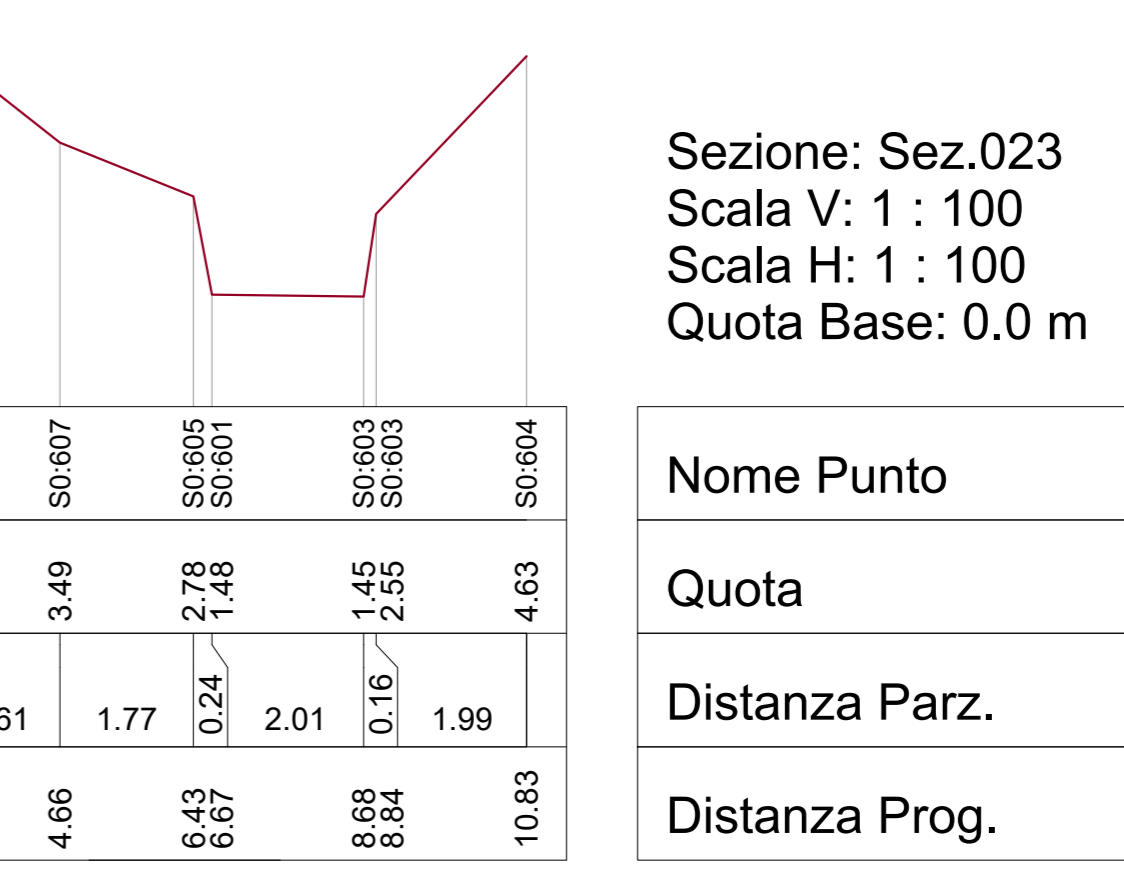 Sezione: Sez.023
Scala V: 1 : 100
Scala H: 1 : 100
Quota Base: 0.0 m
S0:607 S0:605 S0:601 S0:603 S0:603 S0:604
Nome Punto
3.49 2.78 1.48 1.45 2.55 4.63
Quota
61 1.77 0.24 2.01 0.16 1.99
Distanza Parz.
4.66 6.43 6.67 8.68 8.84 10.83
Distanza Prog.